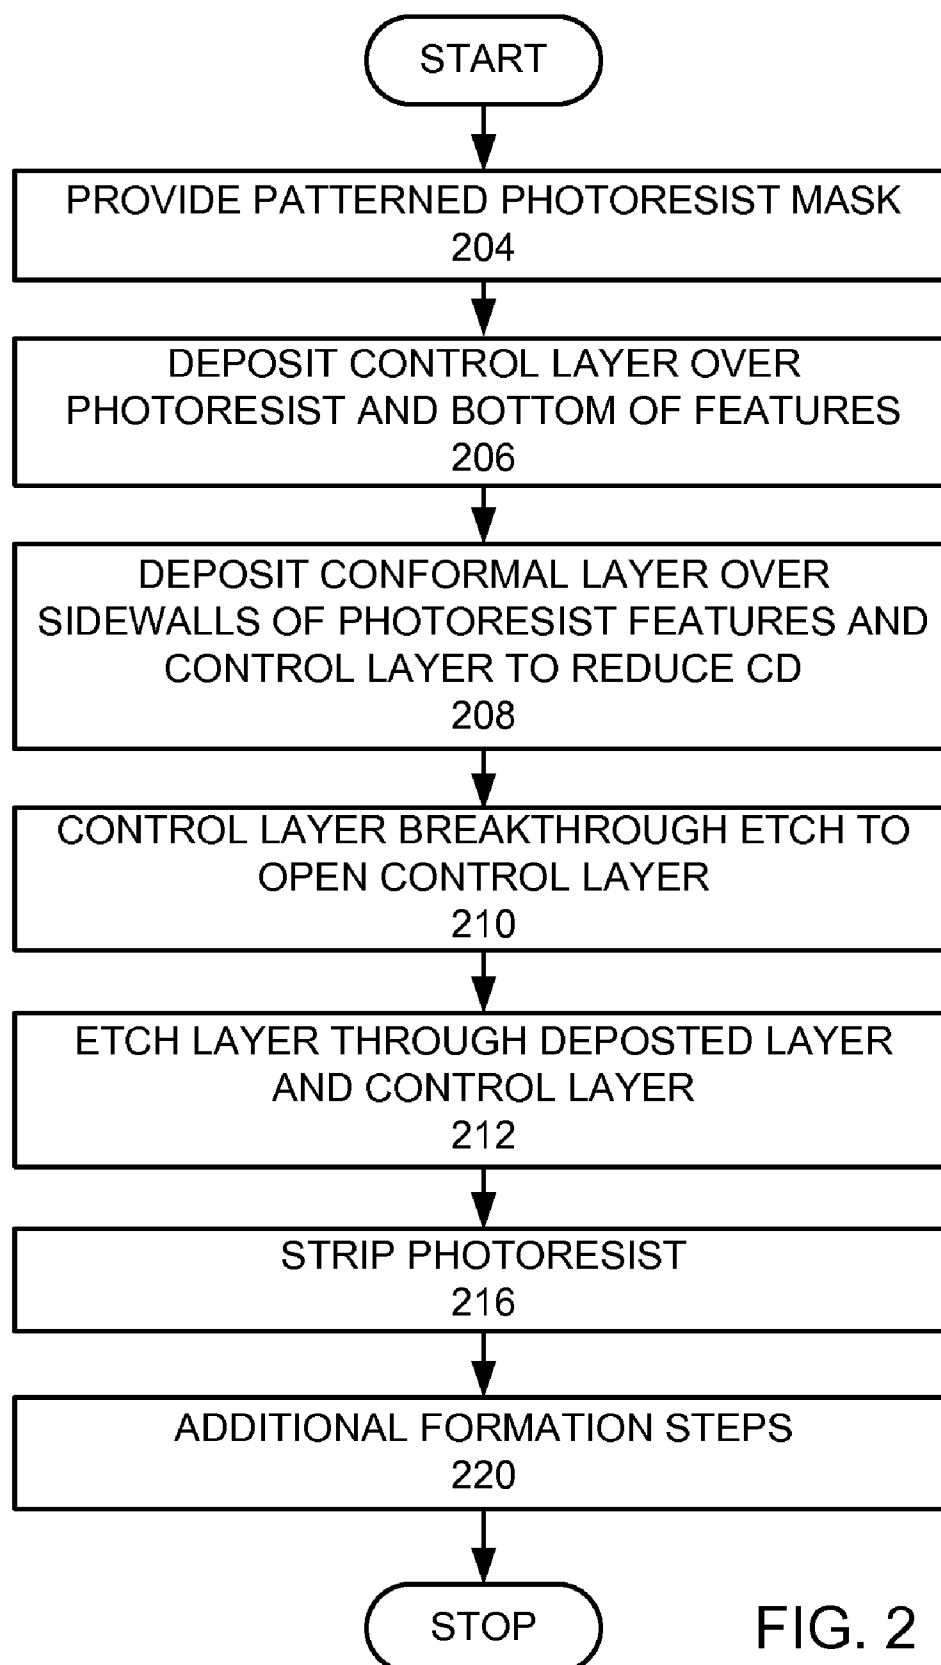 START
PROVIDE PATTERNED PHOTORESIST MASK
204
DEPOSIT CONTROL LAYER OVER
PHOTORESIST AND BOTTOM OF FEATURES
206
DEPOSIT CONFORMAL LAYER OVER
SIDEWALLS OF PHOTORESIST FEATURES AND
CONTROL LAYER TO REDUCE CD
208
CONTROL LAYER BREAKTHROUGH ETCH TO
OPEN CONTROL LAYER
210
ETCH LAYER THROUGH DEPOSTED LAYER
AND CONTROL LAYER
212
STRIP PHOTORESIST
216
ADDITIONAL FORMATION STEPS
220
STOP
FIG. 2